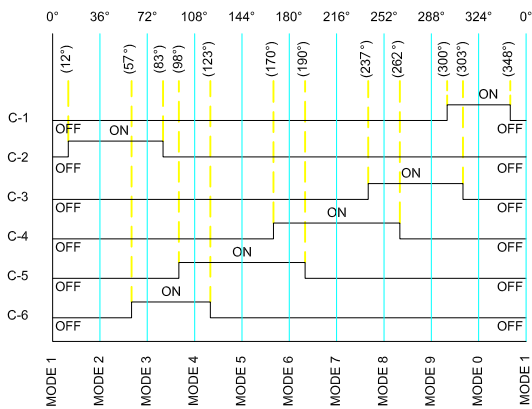 0° 36° 72° 108° 144° 180° 216° 252° 288° 324° 0°
(12°) (57°) (83°) (98°) (123°) (170°) (190°) (237°) (262°) (300°) (303°) (348°)
ON
C-1
OFF ON OFF
C-2
OFF ON OFF
C-3
OFF ON OFF
C-4
OFF ON OFF
C-5
OFF ON OFF
C-6
OFF OFF
MODE 1 MODE 2 MODE 3 MODE 4 MODE 5 MODE 6 MODE 7 MODE 8 MODE 9 MODE 0 MODE 1